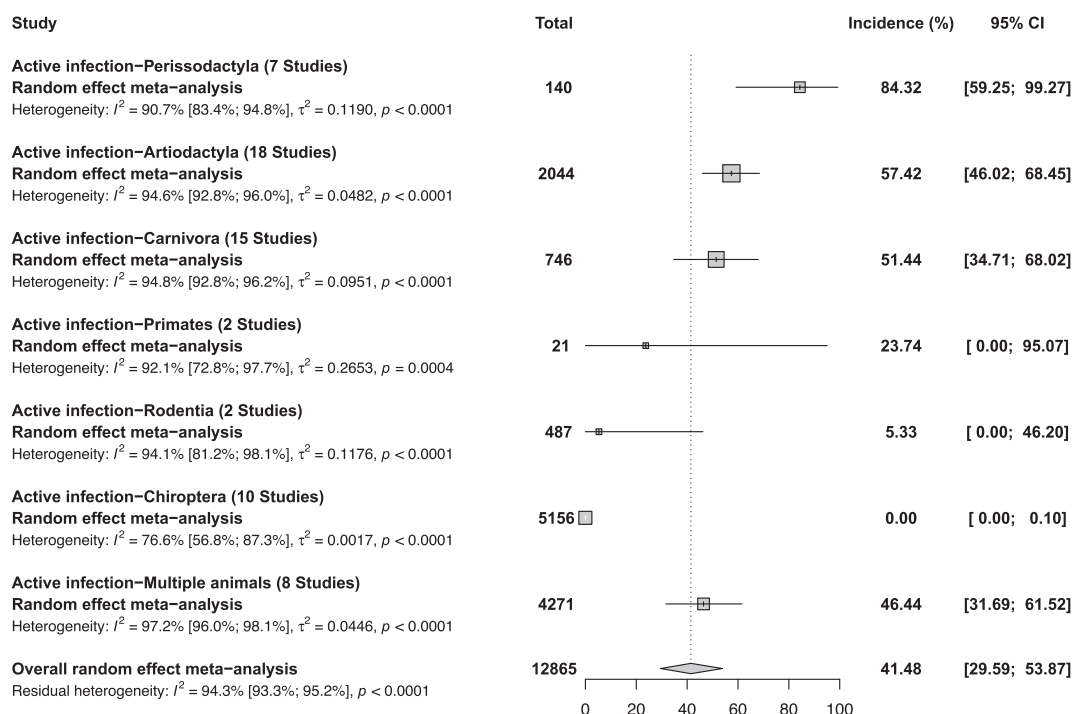 Study Total Incidence (%) 95% CI
Active infection−Perissodactyla (7 Studies)
Random effect meta−analysis 140 84.32 [59.25; 99.27]
Heterogeneity: I² = 90.7% [83.4%; 94.8%], τ² = 0.1190, p < 0.0001
Active infection−Artiodactyla (18 Studies)
Random effect meta−analysis 2044 57.42 [46.02; 68.45]
Heterogeneity: I² = 94.6% [92.8%; 96.0%], τ² = 0.0482, p < 0.0001
Active infection−Carnivora (15 Studies)
Random effect meta−analysis 746 51.44 [34.71; 68.02]
Heterogeneity: I² = 94.8% [92.8%; 96.2%], τ² = 0.0951, p < 0.0001
Active infection−Primates (2 Studies)
Random effect meta−analysis 21 23.74 [ 0.00; 95.07]
Heterogeneity: I² = 92.1% [72.8%; 97.7%], τ² = 0.2653, p = 0.0004
Active infection−Rodentia (2 Studies)
Random effect meta−analysis 487 5.33 [ 0.00; 46.20]
Heterogeneity: I² = 94.1% [81.2%; 98.1%], τ² = 0.1176, p < 0.0001
Active infection−Chiroptera (10 Studies)
Random effect meta−analysis 5156 0.00 [ 0.00; 0.10]
Heterogeneity: I² = 76.6% [56.8%; 87.3%], τ² = 0.0017, p < 0.0001
Active infection−Multiple animals (8 Studies)
Random effect meta−analysis 4271 46.44 [31.69; 61.52]
Heterogeneity: I² = 97.2% [96.0%; 98.1%], τ² = 0.0446, p < 0.0001
Overall random effect meta−analysis 12865 41.48 [29.59; 53.87]
Residual heterogeneity: I² = 94.3% [93.3%; 95.2%], p < 0.0001
0 20 40 60 80 100